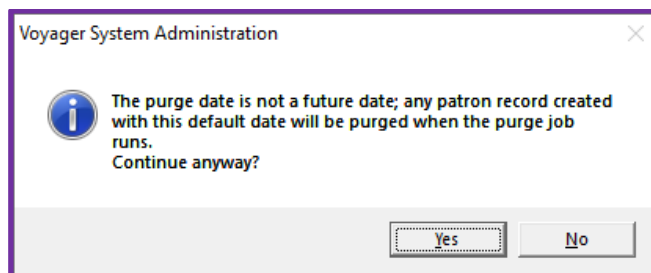 Voyager System Administration
The purge date is not a future date; any patron record created
with this default date will be purged when the purge job
runs.
Continue anyway?
Yes
No